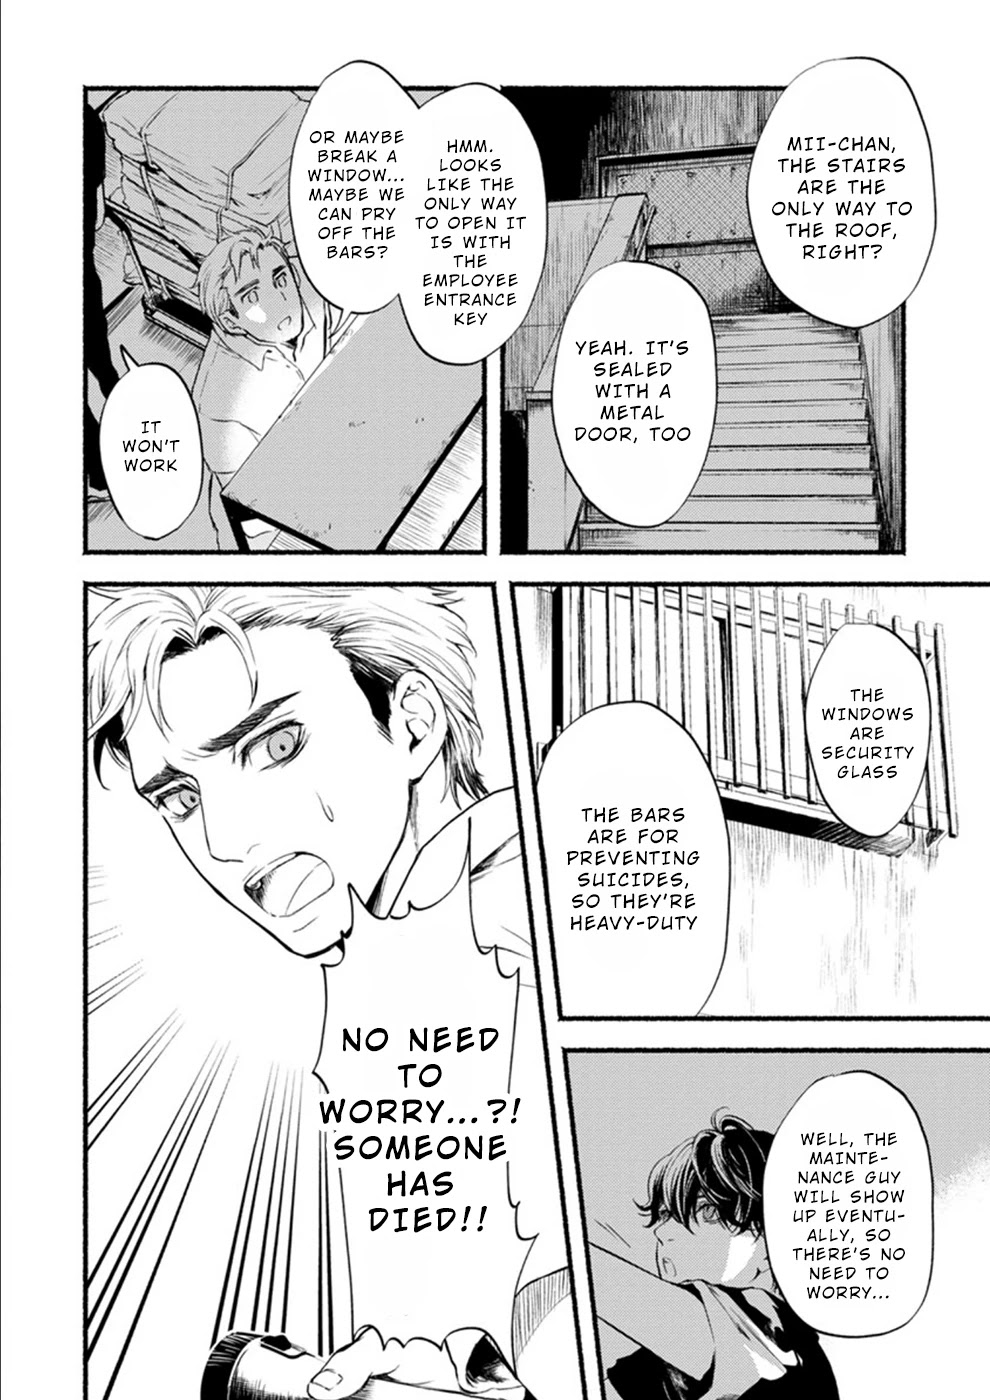 MII-CHAN,
THE STAIRS
ARE THE
ONLY WAY TO
THE ROOF,
RIGHT?
YEAH. IT'S
SEALED
WITH A
METAL
DOOR, TOO
HMM.
LOOKS
LIKE THE
ONLY WAY
TO OPEN IT
IS WITH
THE
EMPLOYEE
ENTRANCE
KEY
OR MAYBE
BREAK A
WINDOW...
MAYBE WE
CAN PRY
OFF THE
BARS?
IT
WON'T
WORK
THE
WINDOWS
ARE
SECURITY
GLASS
THE BARS
ARE FOR
PREVENTING
SUICIDES,
SO THEY'RE
HEAVY-DUTY
WELL, THE
MAINTE-
NANCE GUY
WILL SHOW
UP EVENTU-
ALLY, SO
THERE'S NO
NEED TO
WORRY...
NO NEED
TO
WORRY...?!
SOMEONE
HAS
DIED!!